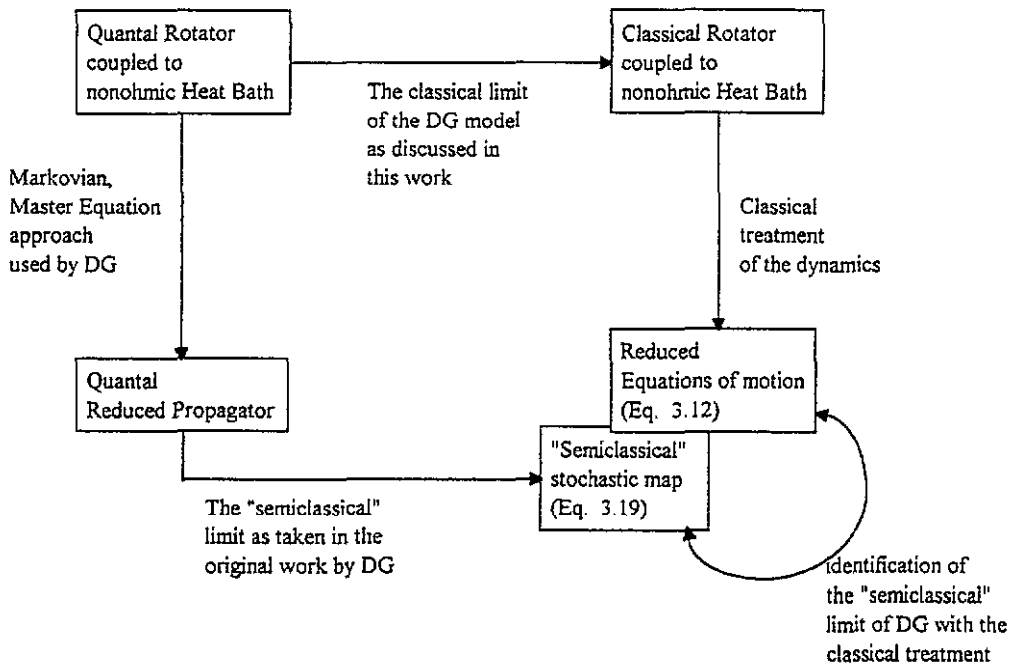 Quantal Rotator
coupled to
nonohmic Heat Bath
The classical limit
of the DG model
as discussed in
this work
Classical Rotator
coupled to
nonohmic Heat Bath
Markovian,
Master Equation
approach
used by DG
Classical
treatment
of the dynamics
Quantal
Reduced Propagator
Reduced
Equations of motion
(Eq. 3.12)
"Semiclassical"
stochastic map
(Eq. 3.19)
The "semiclassical"
limit as taken in the
original work by DG
identification of
the "semiclassical"
limit of DG with the
classical treatment